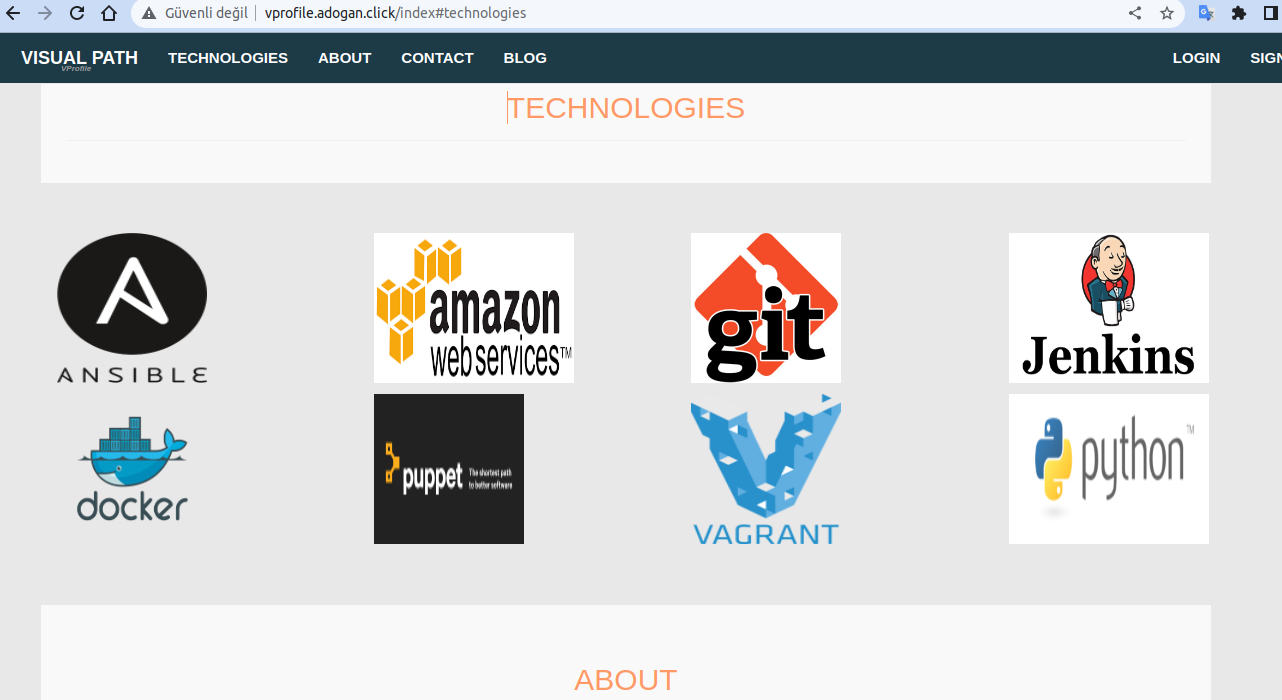 Güvenli değil vprofile.adogan.click/index#technologies
VISUAL PATH TECHNOLOGIES ABOUT CONTACT BLOG LOGIN SIGN
VProfile
TECHNOLOGIES
ANSIBLE
amazon
web services™
git
Jenkins
docker
puppet
The shortest path
to better software
VAGRANT
python™
ABOUT